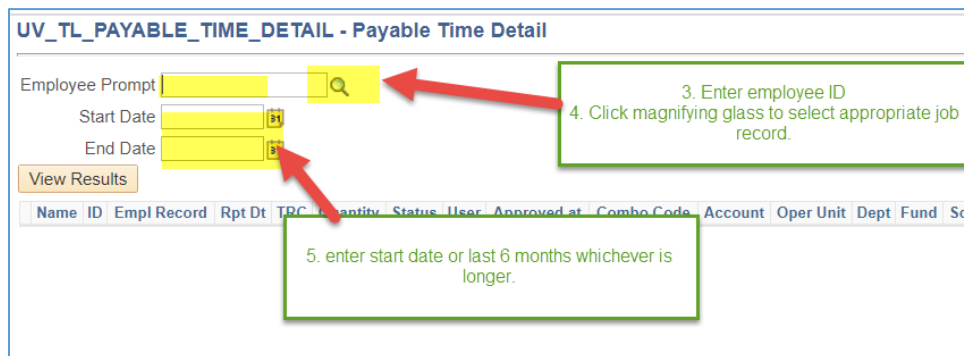 UV_TL_PAYABLE_TIME_DETAIL - Payable Time Detail
Employee Prompt
3. Enter employee ID
4. Click magnifying glass to select appropriate job
record.
Start Date
31
End Date
View Results
Name ID Empl Record Rpt Dt TRC Quantity Status User Approved at Combo Code Account Oper Unit Dept Fund
5. enter start date or last 6 months whichever is
longer.